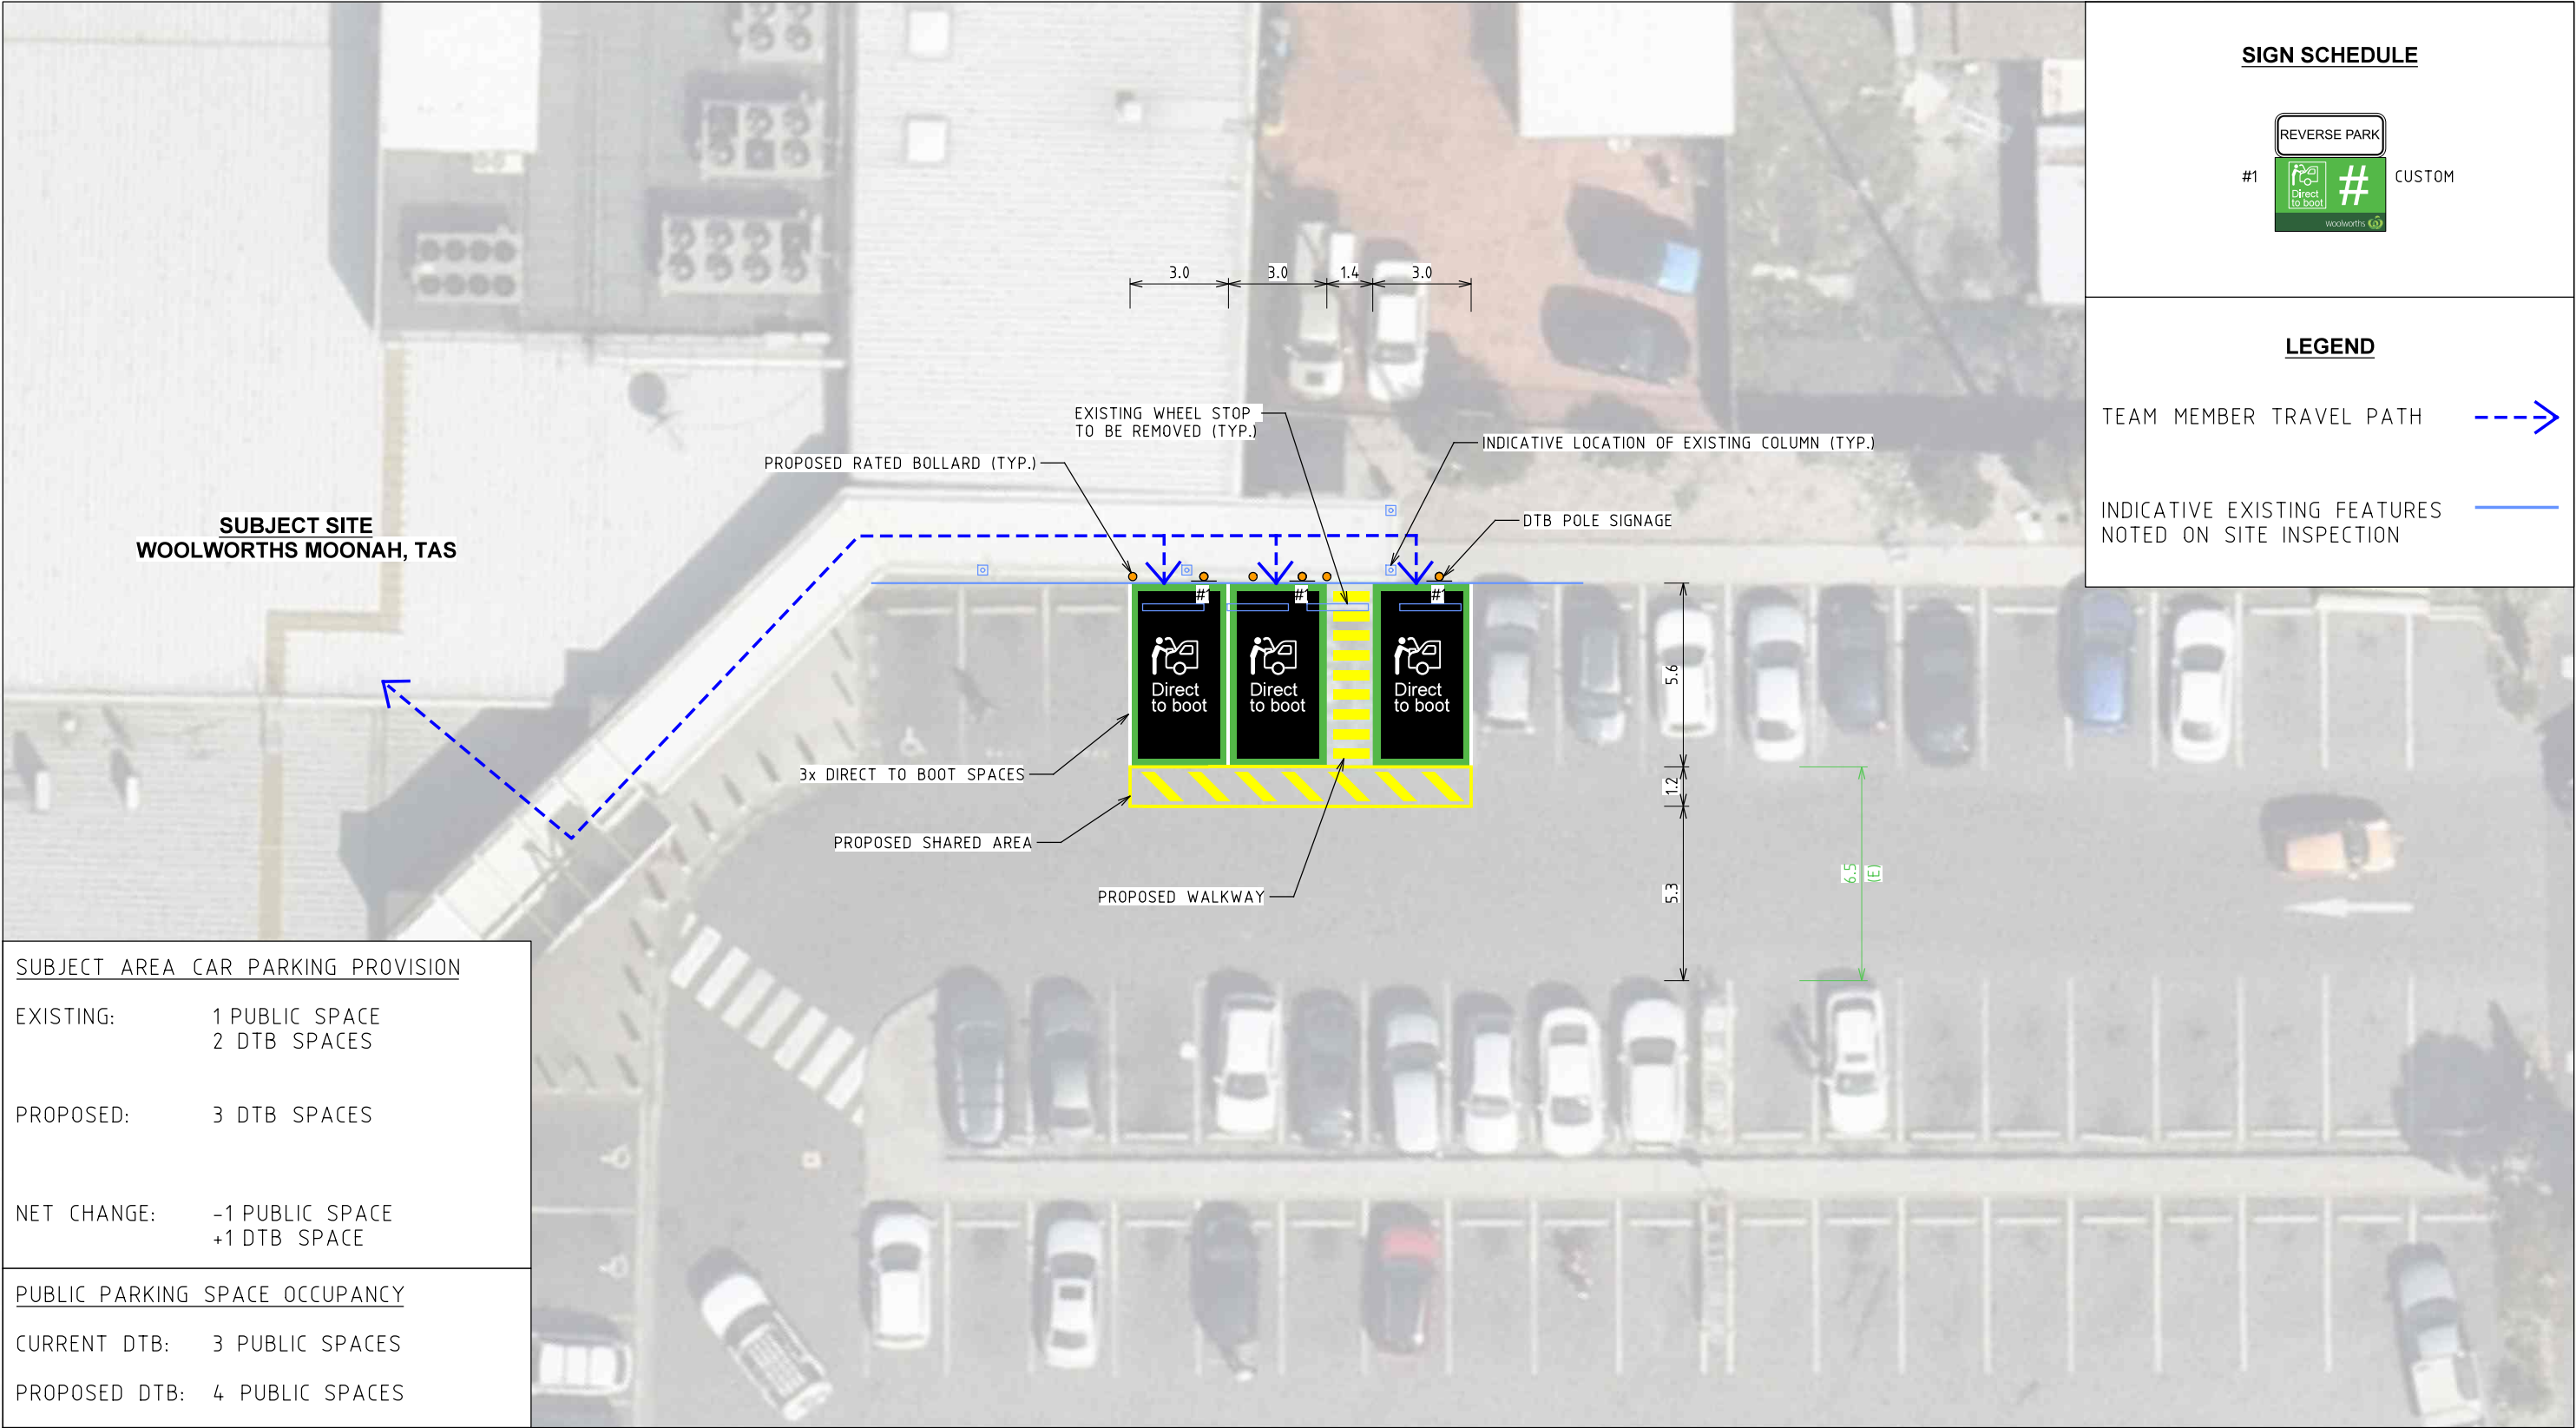 SIGN SCHEDULE
REVERSE PARK
#1
Direct
to boot
#
CUSTOM
woolworths
LEGEND
TEAM MEMBER TRAVEL PATH
INDICATIVE EXISTING FEATURES
NOTED ON SITE INSPECTION
3.0
3.0
1.4
3.0
EXISTING WHEEL STOP
TO BE REMOVED (TYP.)
INDICATIVE LOCATION OF EXISTING COLUMN (TYP.)
PROPOSED RATED BOLLARD (TYP.)
DTB POLE SIGNAGE
SUBJECT SITE
WOOLWORTHS MOONAH, TAS
#1
#1
#1
Direct
to boot
Direct
to boot
Direct
to boot
3x DIRECT TO BOOT SPACES
PROPOSED SHARED AREA
PROPOSED WALKWAY
5.6
1.2
5.3
6.5
(E)
SUBJECT AREA CAR PARKING PROVISION
EXISTING: 1 PUBLIC SPACE
2 DTB SPACES
PROPOSED: 3 DTB SPACES
NET CHANGE: -1 PUBLIC SPACE
+1 DTB SPACE
PUBLIC PARKING SPACE OCCUPANCY
CURRENT DTB: 3 PUBLIC SPACES
PROPOSED DTB: 4 PUBLIC SPACES